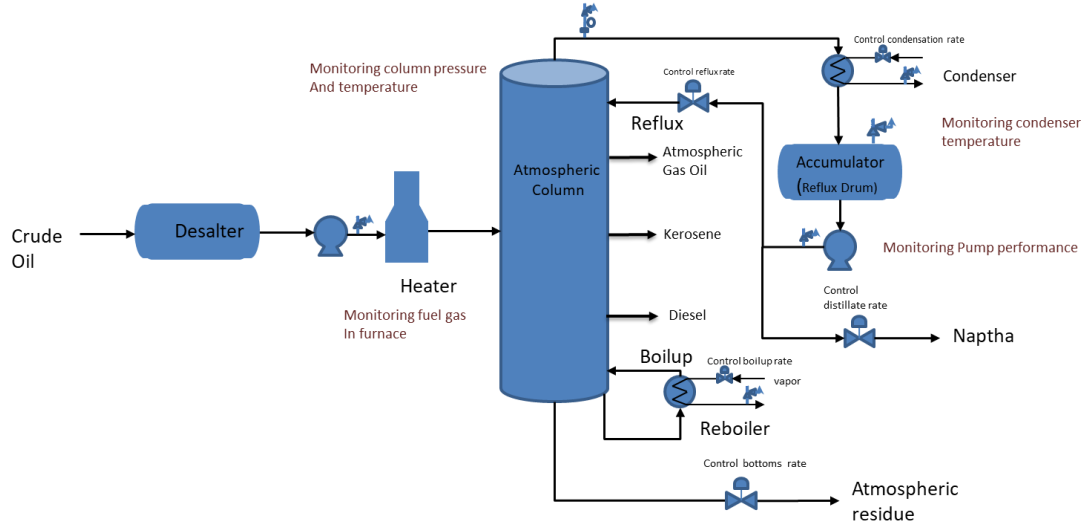 Control condensation rate
Monitoring column pressure
And temperature
Control reflux rate
Condenser
Reflux
Monitoring condenser
temperature
Atmospheric
Gas Oil
Accumulator
(Reflux Drum)
Atmospheric
Column
Crude
Oil
Desalter
Kerosene
Monitoring Pump performance
Heater
Control
distillate rate
Monitoring fuel gas
In furnace
Diesel
Naptha
Boilup
Control boilup rate
vapor
Reboiler
Control bottoms rate
Atmospheric
residue